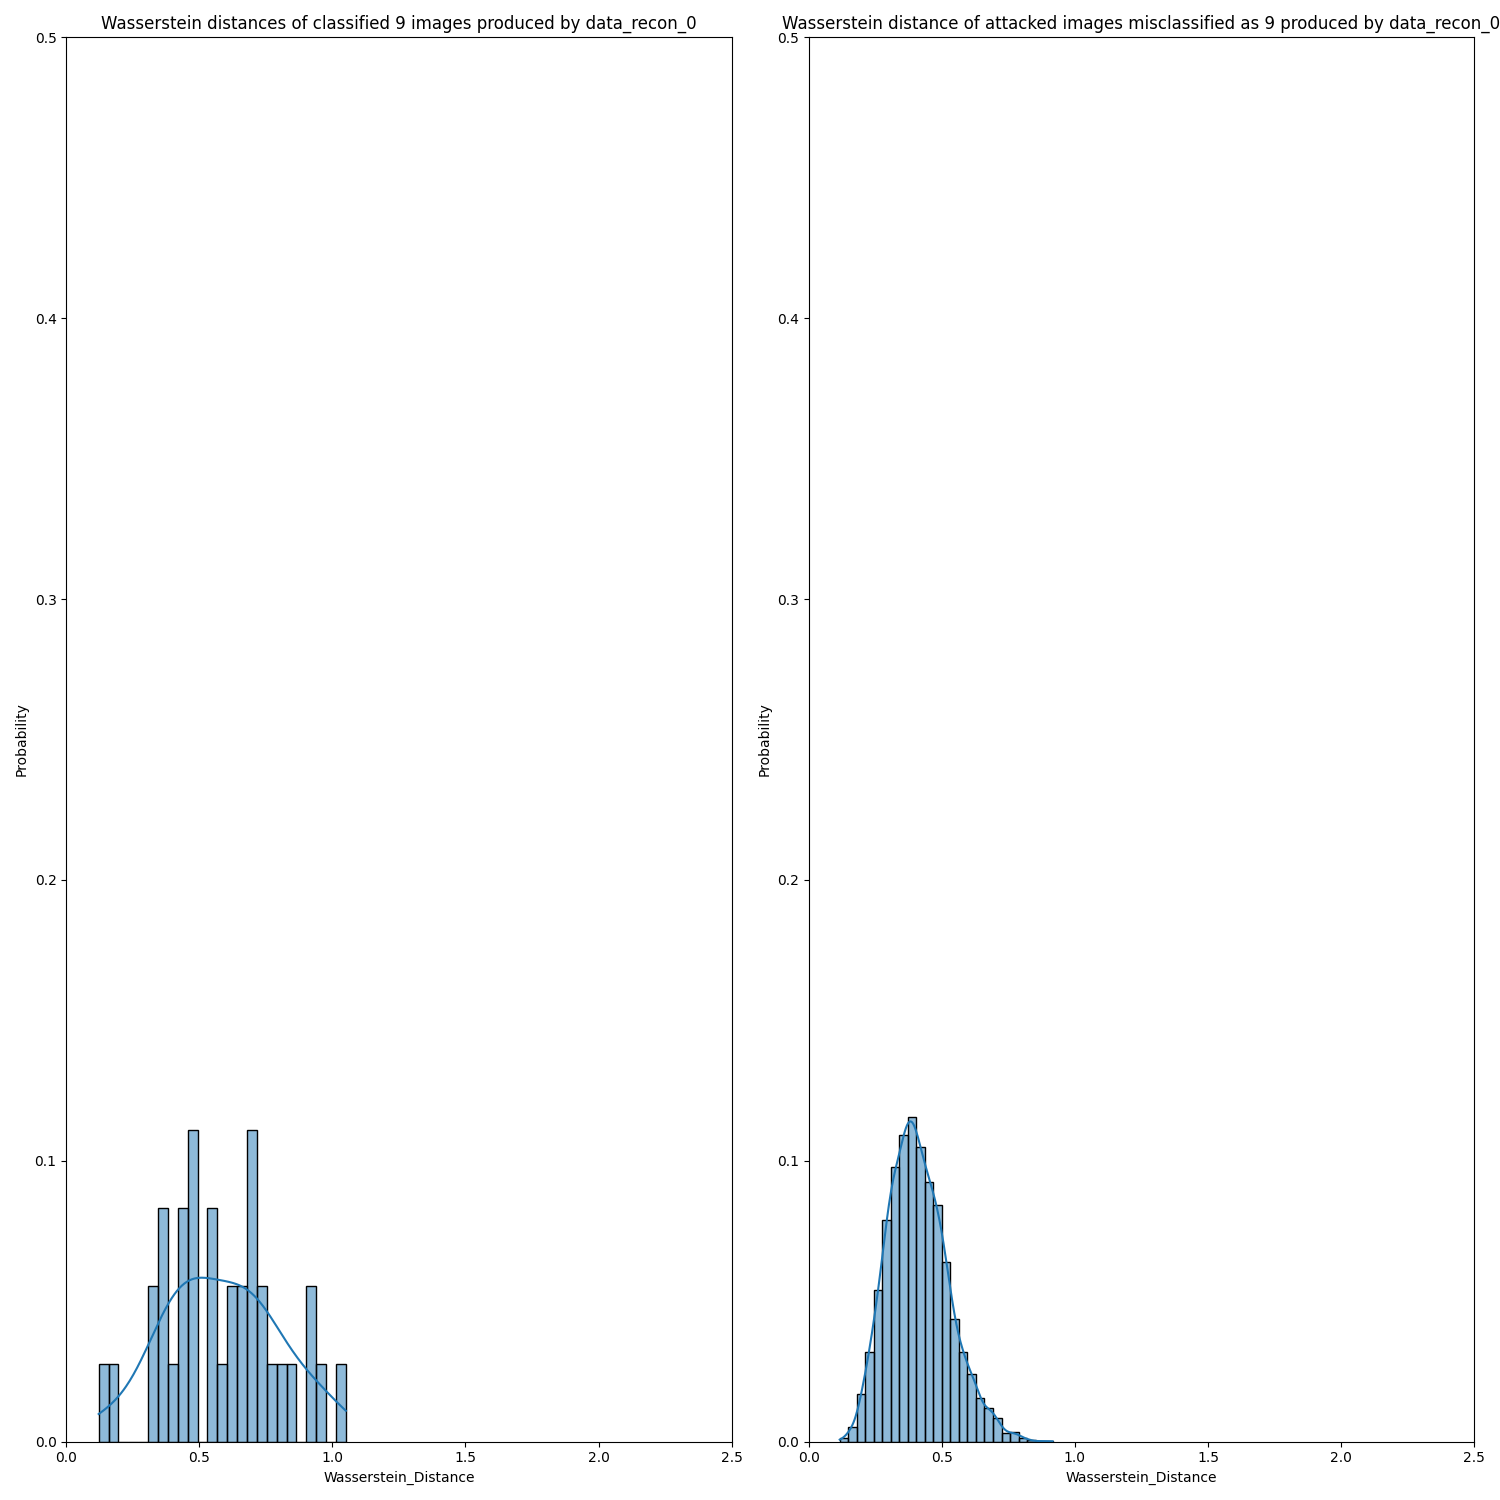 Wasserstein distances of classified 9 images produced by data_recon_0
Probability
0.5
0.4
0.3
0.2
0.1
0.0
0.0 0.5 1.0 1.5 2.0 2.5
Wasserstein_Distance
Wasserstein distance of attacked images misclassified as 9 produced by data_recon_0
Probability
0.5
0.4
0.3
0.2
0.1
0.0
0.0 0.5 1.0 1.5 2.0 2.5
Wasserstein_Distance